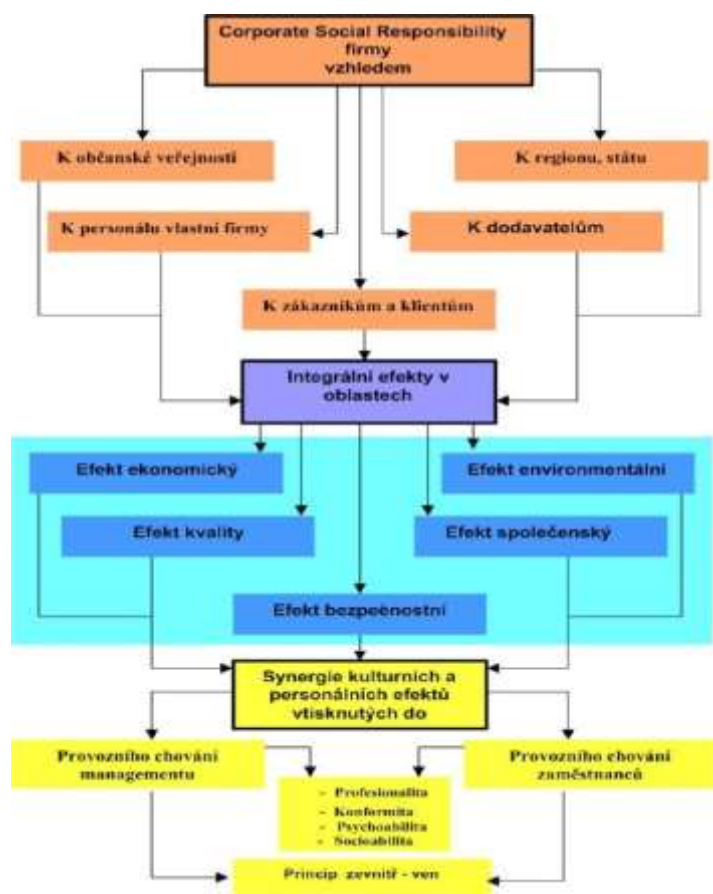 Corporate Social Responsibility
firmy
vzhledem
K občanské veřejnosti
K regionu, státu
K personálu vlastní firmy
K dodavatelům
K zákazníkům a klientům
Integrální efekty v
oblastech
Efekt ekonomický
Efekt environmentální
Efekt kvality
Efekt společenský
Efekt bezpečnostní
Synergie kulturních a
personálních efektů
vtisknutých do
Provozního chování
managementu
Provozního chování
zaměstnanců
- Profesionalita
- Konformita
- Psychoabilita
- Socioabilita
Princip zevnitř - ven